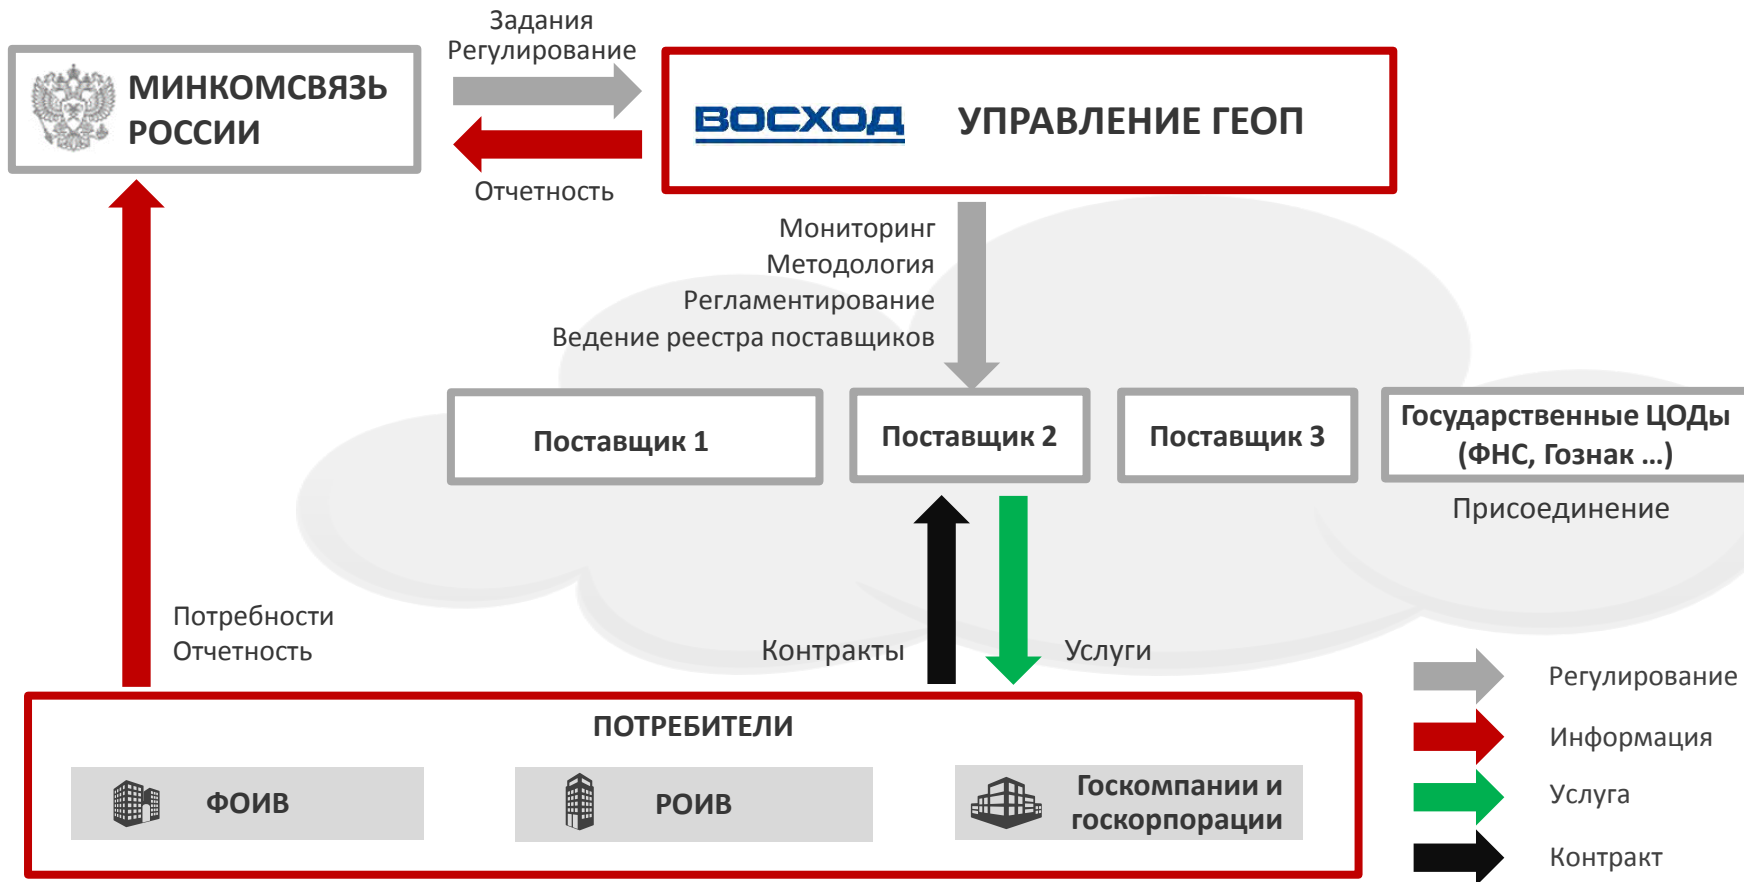 Задания
Регулирование
МИНКОМСВЯЗЬ
РОССИИ
ВОСХОД
УПРАВЛЕНИЕ ГЕОП
Отчетность
Мониторинг
Методология
Регламентирование
Ведение реестра поставщиков
Поставщик 1
Поставщик 2
Поставщик 3
Государственные ЦОДы
(ФНС, Гознак ...)
Присоединение
Потребности
Отчетность
Контракты
Услуги
ПОТРЕБИТЕЛИ
ФОИВ
РОИВ
Госкомпании и
госкорпорации
Регулирование
Информация
Услуга
Контракт